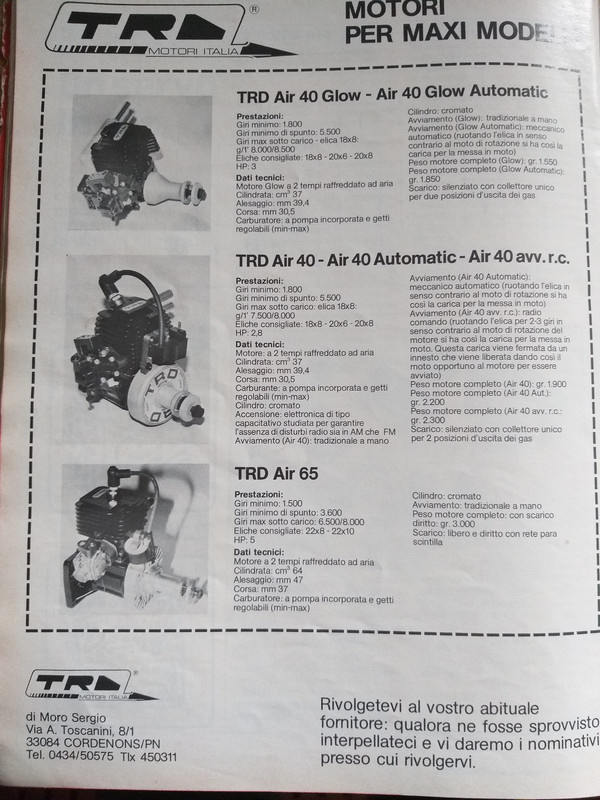 TRD ®
MOTORI ITALIA
MOTORI
PER MAXI MODE
TRD Air 40 Glow - Air 40 Glow Automatic
Prestazioni:
Giri minimo: 1.800
Giri minimo di spunto: 5.500
Giri max sotto carico - elica 18x8:
g/1' 8.000/8.500
Eliche consigliate: 18x8 - 20x6 - 20x8
HP: 3
Dati tecnici:
Motore Glow a 2 tempi raffreddato ad aria
Cilindrata: cm³ 37
Alesaggio: mm 39,4
Corsa: mm 30,5
Carburatore: a pompa incorporata e getti
regolabili (min-max)
Cilindro: cromato
Avviamento (Glow): tradizionale a mano
Avviamento (Glow Automatic): meccanico
automatico (ruotando l'elica in senso
contrario al moto di rotazione si ha così la
carica per la messa in moto)
Peso motore completo (Glow): gr. 1.550
Peso motore completo (Glow Automatic):
gr. 1.850
Scarico: silenziato con collettore unico
per due posizioni d'uscita dei gas
TRD Air 40 - Air 40 Automatic - Air 40 avv. r.c.
Prestazioni:
Giri minimo: 1.800
Giri minimo di spunto: 5.500
Giri max sotto carico: elica 18x8:
g/1' 7.500/8.000
Eliche consigliate: 18x8 - 20x6 - 20x8
HP: 2,8
Dati tecnici:
Motore: a 2 tempi raffreddato ad aria
Cilindrata: cm³ 37
Alesaggio: mm 39,4
Corsa: mm 30,5
Carburante: a pompa incorporata e getti
regolabili (min-max)
Cilindro: cromato
Accensione: elettronica di tipo
capacitativo studiata per garantire
l'assenza di disturbi radio sia in AM che FM
Avviamento (Air 40): tradizionale a mano
Avviamento (Air 40 Automatic):
meccanico automatico (ruotando l'elica in
senso contrario al moto di rotazione si ha
così la carica per la messa in moto)
Avviamento (Air 40 avv. r.c.): radio
comando (ruotando l'elica per 2-3 giri in
senso contrario al moto di rotazione del
motore si ha così la carica per la messa in
moto. Questa carica viene fermata da un
innesto che viene liberata dando così il
moto opportuno al motore per essere
avviato)
Peso motore completo (Air 40): gr. 1.900
Peso motore completo (Air 40 Aut.):
gr. 2.200
Peso motore completo (Air 40 avv. r.c.:
gr. 2.300
Scarico: silenziato con collettore unico
per 2 posizioni d'uscita dei gas
TRD
TRD
TRD Air 65
Prestazioni:
Giri minimo: 1.500
Giri minimo di spunto: 3.600
Giri max sotto carico: 6.500/8.000
Eliche consigliate: 22x8 - 22x10
HP: 5
Dati tecnici:
Motore a 2 tempi raffreddato ad aria
Cilindrata: cm³ 64
Alesaggio: mm 47
Corsa: mm 37
Carburatore: a pompa incorporata e getti
regolabili (min-max)
Cilindro: cromato
Avviamento: tradizionale a mano
Peso motore completo: con scarico
diritto: gr. 3.000
Scarico: libero e diritto con rete para
scintilla
TRD ®
MOTORI ITALIA
di Moro Sergio
Via A. Toscanini, 8/1
33084 CORDENONS/PN
Tel. 0434/50575 Tlx 450311
Rivolgetevi al vostro abituale
fornitore: qualora ne fosse sprovvisto
interpellateci e vi daremo i nominativi
presso cui rivolgervi.